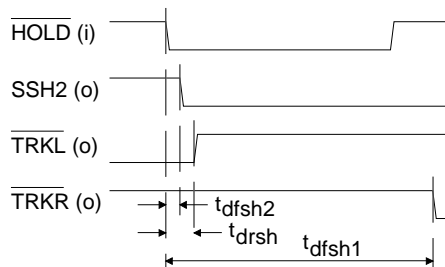 HOLD (i)
SSH2 (o)
TRKL (o)
TRKR (o)
tdfsh2
tdrsh
tdfsh1